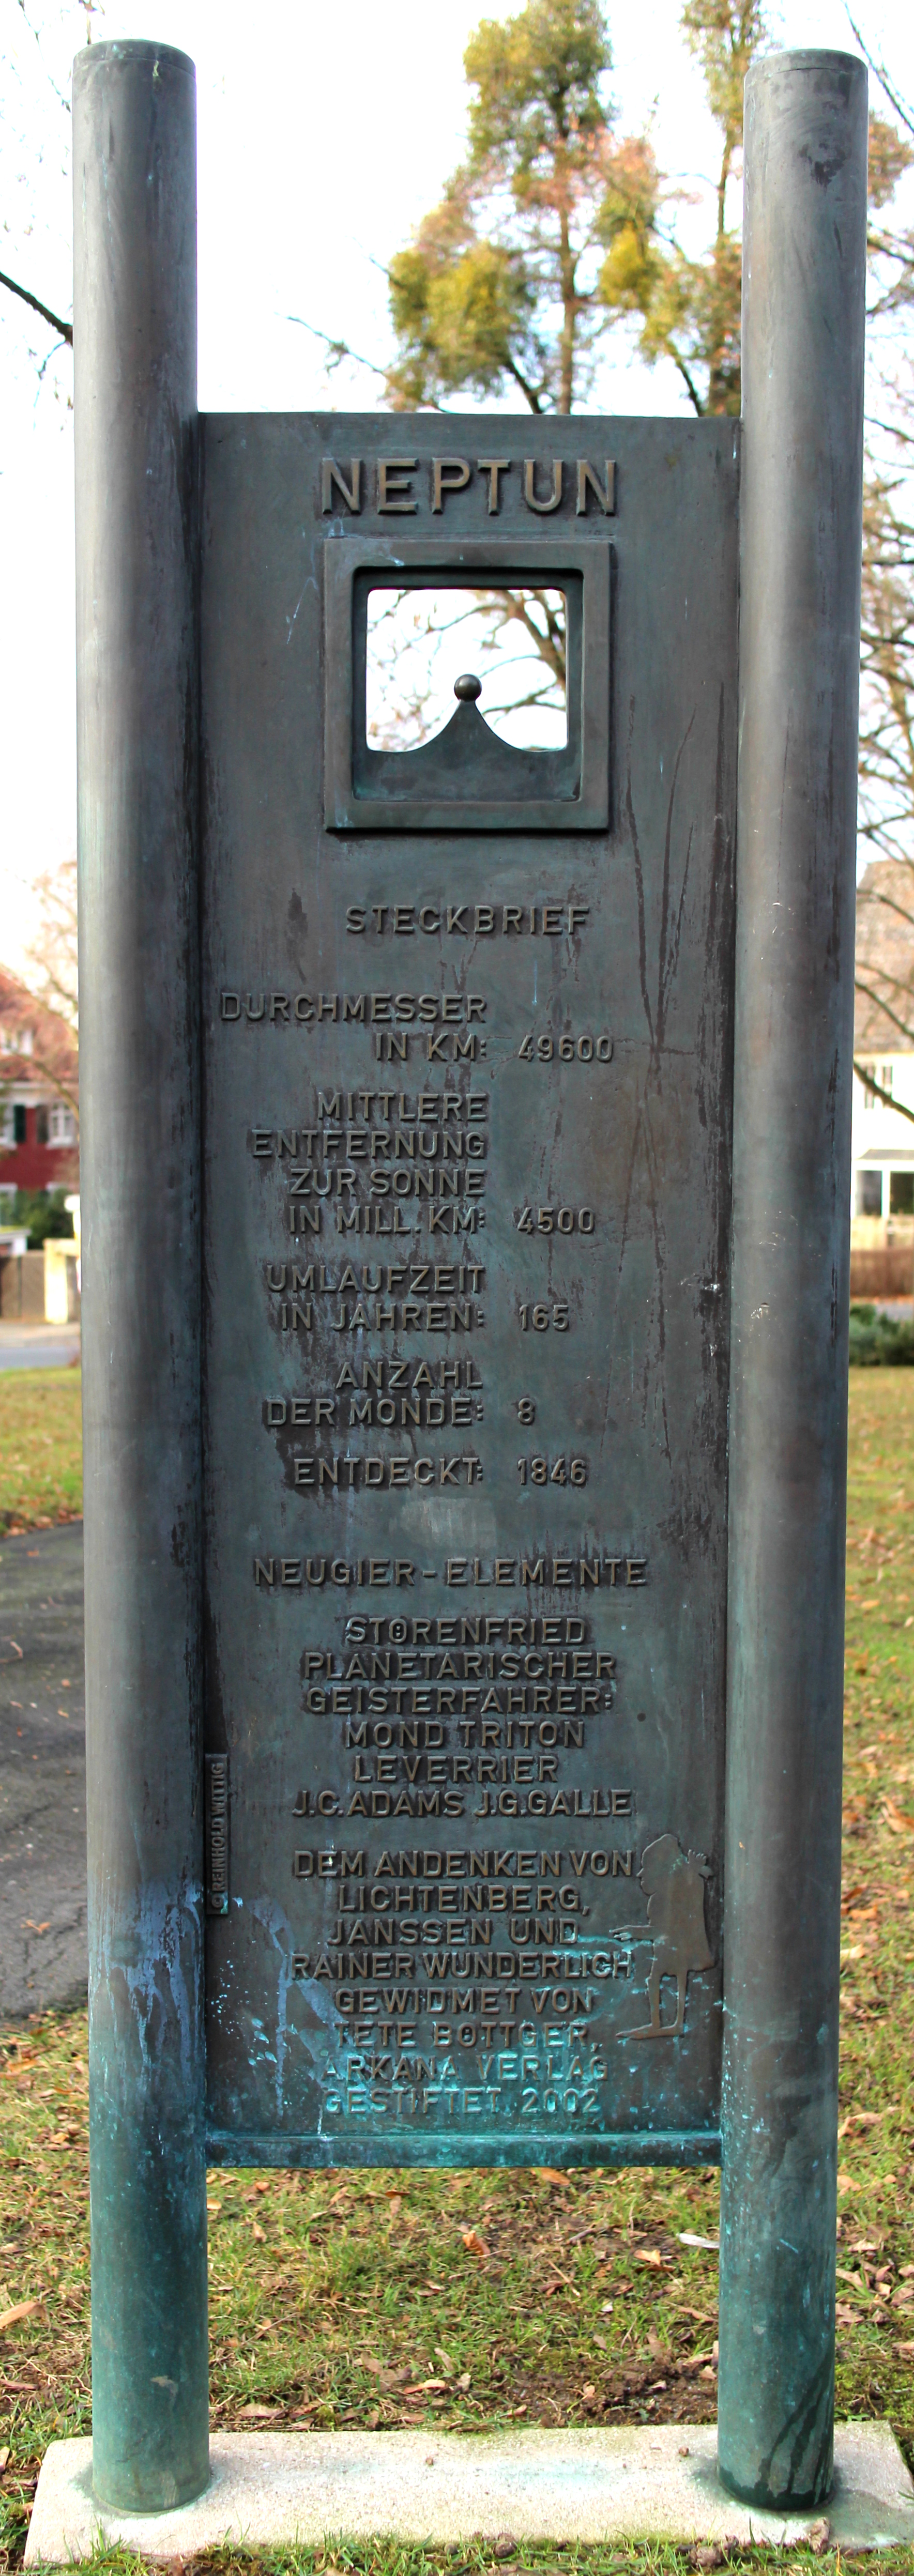 NEPTUN
STECKBRIEF
DURCHMESSER
IN KM: 49600
MITTLERE
ENTFERNUNG
ZUR SONNE
IN MILL. KM: 4500
UMLAUFZEIT
IN JAHREN: 165
ANZAHL
DER MONDE: 8
ENTDECKT: 1846
NEUGIER-ELEMENTE
STÖRENFRIED
PLANETARISCHER
GEISTERFAHRER:
MOND TRITON
LEVERRIER
J.C.ADAMS J.G.GALLE
DEM ANDENKEN VON
LICHTENBERG,
JANSSEN UND
RAINER WUNDERLICH
GEWIDMET VON
TETE BÖTTGER,
ARKANA VERLAG
GESTIFTET 2002
© REINHOLD WITTIG